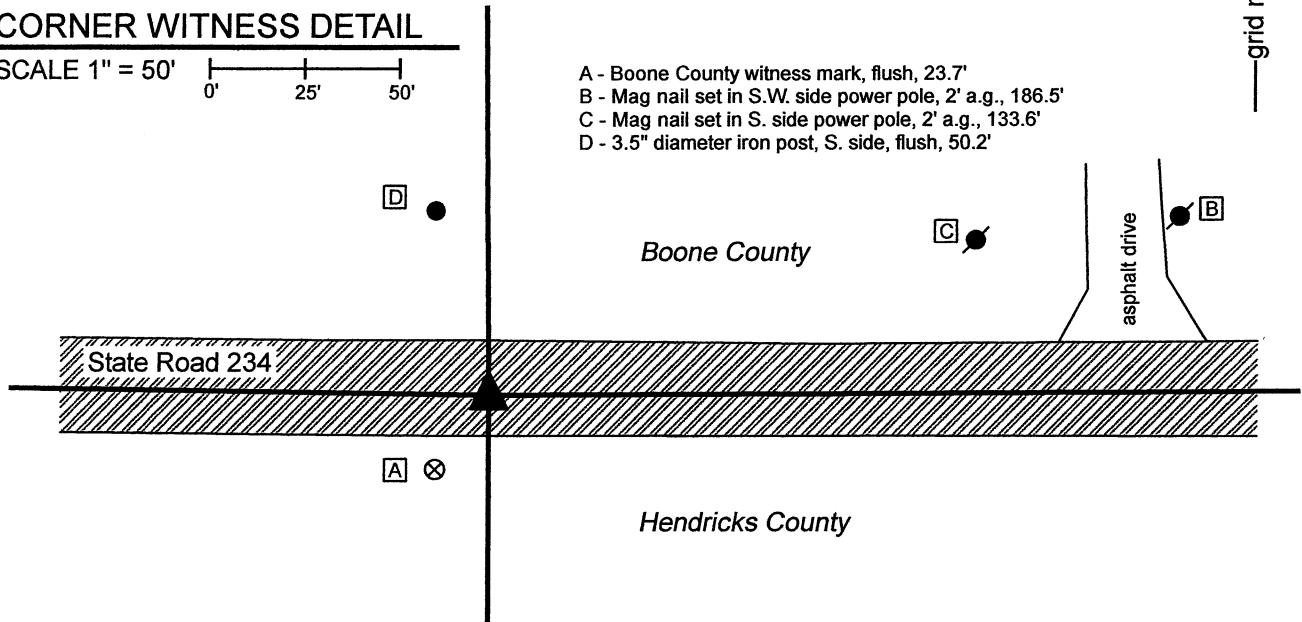 CORNER WITNESS DETAIL
SCALE 1" = 50'
0' 25' 50'
A - Boone County witness mark, flush, 23.7'
B - Mag nail set in S.W. side power pole, 2' a.g., 186.5'
C - Mag nail set in S. side power pole, 2' a.g., 133.6'
D - 3.5" diameter iron post, S. side, flush, 50.2'
grid
D
B
C
Boone County
asphalt drive
State Road 234
A
Hendricks County